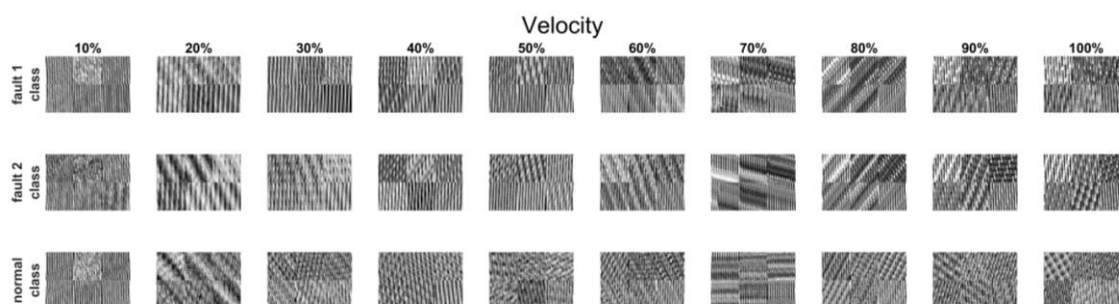 Velocity
10% 20% 30% 40% 50% 60% 70% 80% 90% 100%
fault 1
class
fault 2
class
normal
class